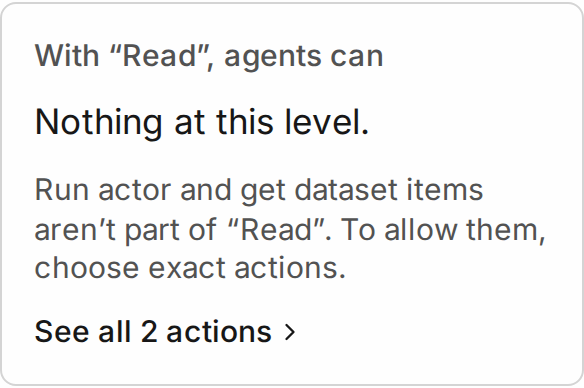 With “Read”, agents can
Nothing at this level.
Run actor and get dataset items
aren’t part of “Read”. To allow them,
choose exact actions.
See all 2 actions